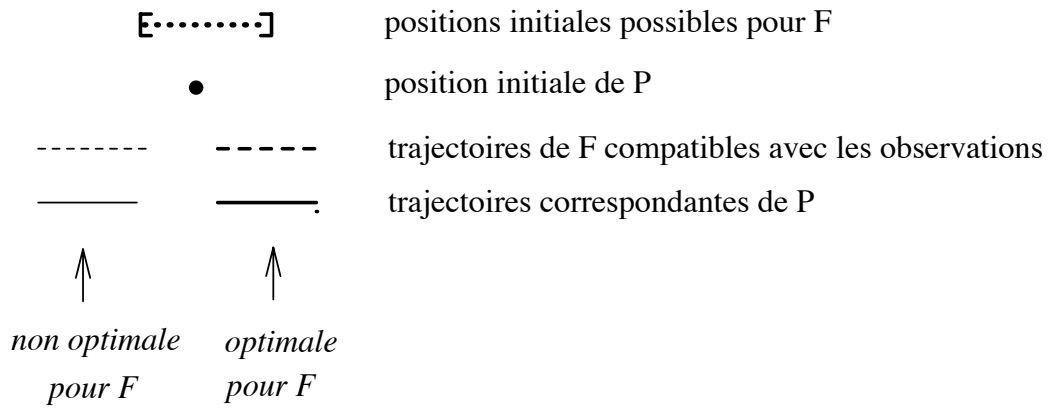 positions initiales possibles pour F
position initiale de P
trajectoires de F compatibles avec les observations
trajectoires correspondantes de P
non optimale
pour F
optimale
pour F